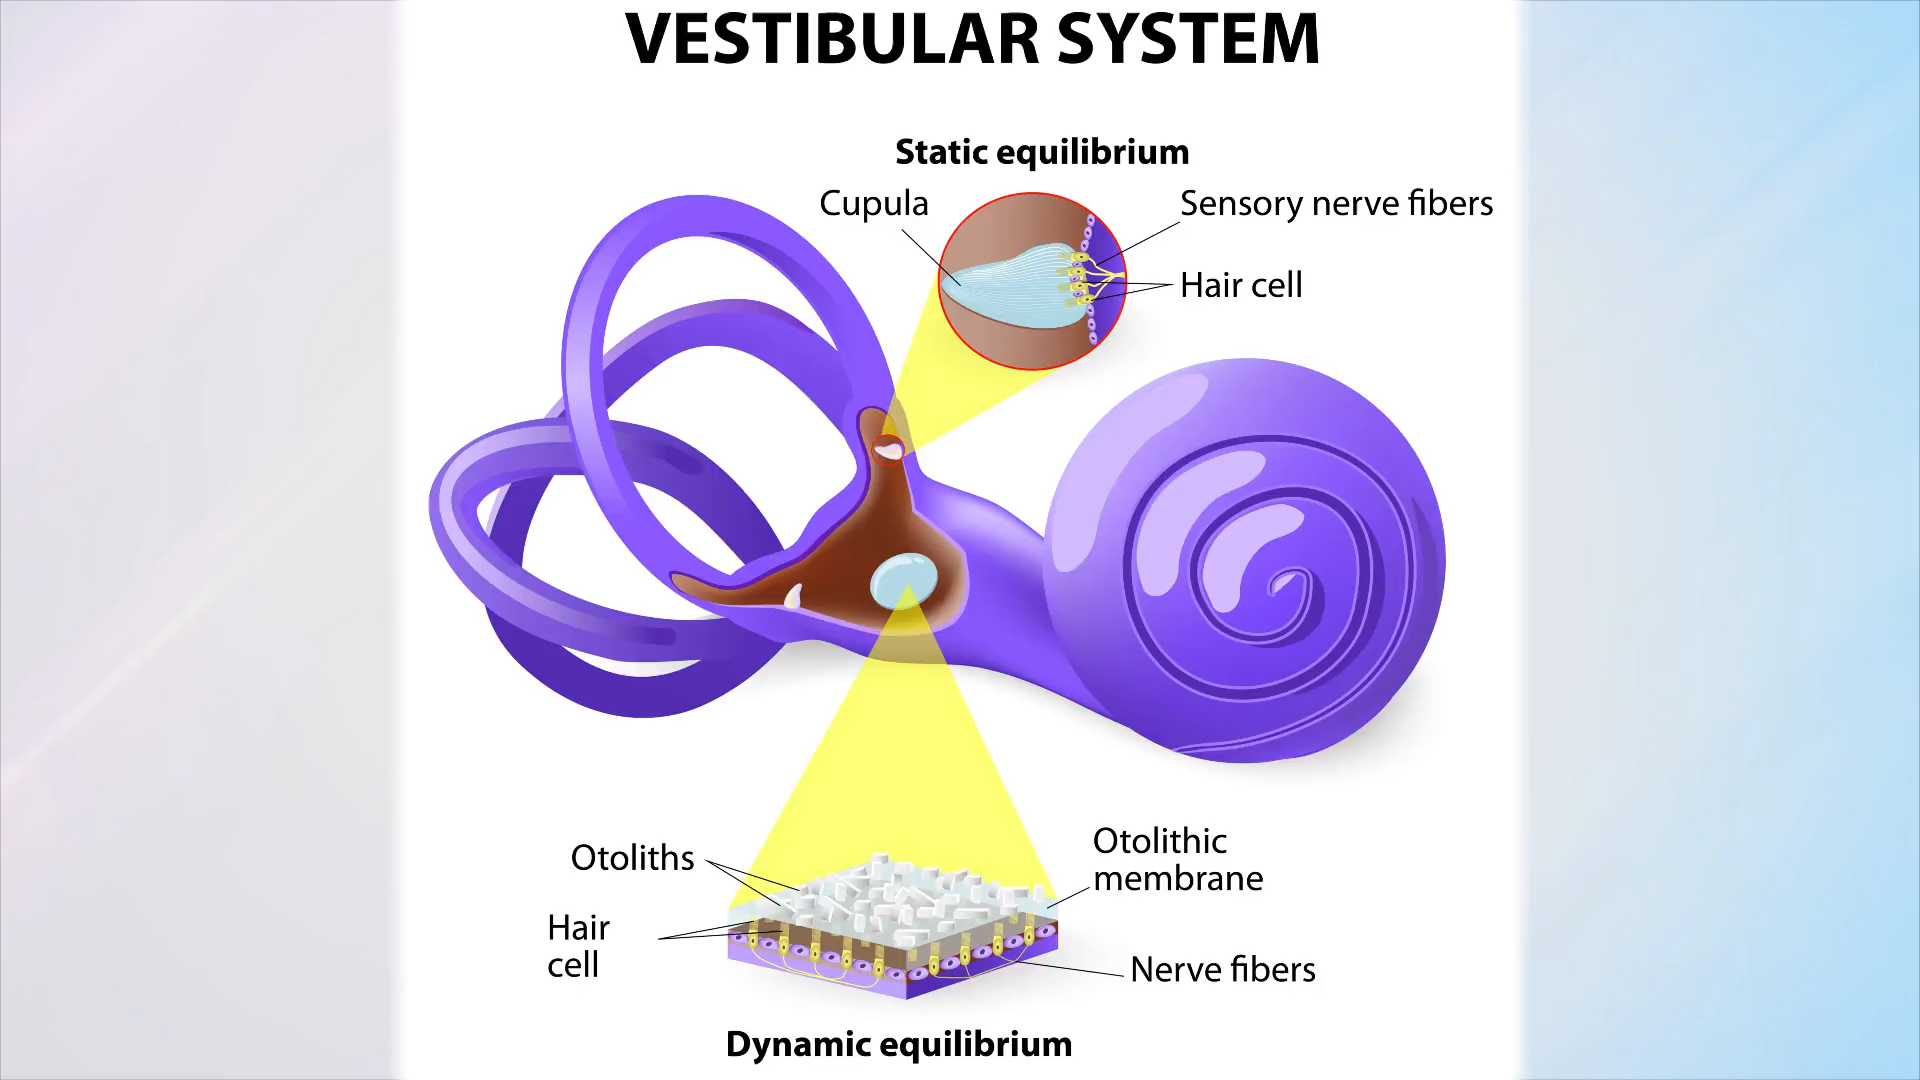 VESTIBULAR SYSTEM
Static equilibrium
Cupula
Sensory nerve fibers
Hair cell
Otoliths
Otolithic
membrane
Hair
cell
Nerve fibers
Dynamic equilibrium